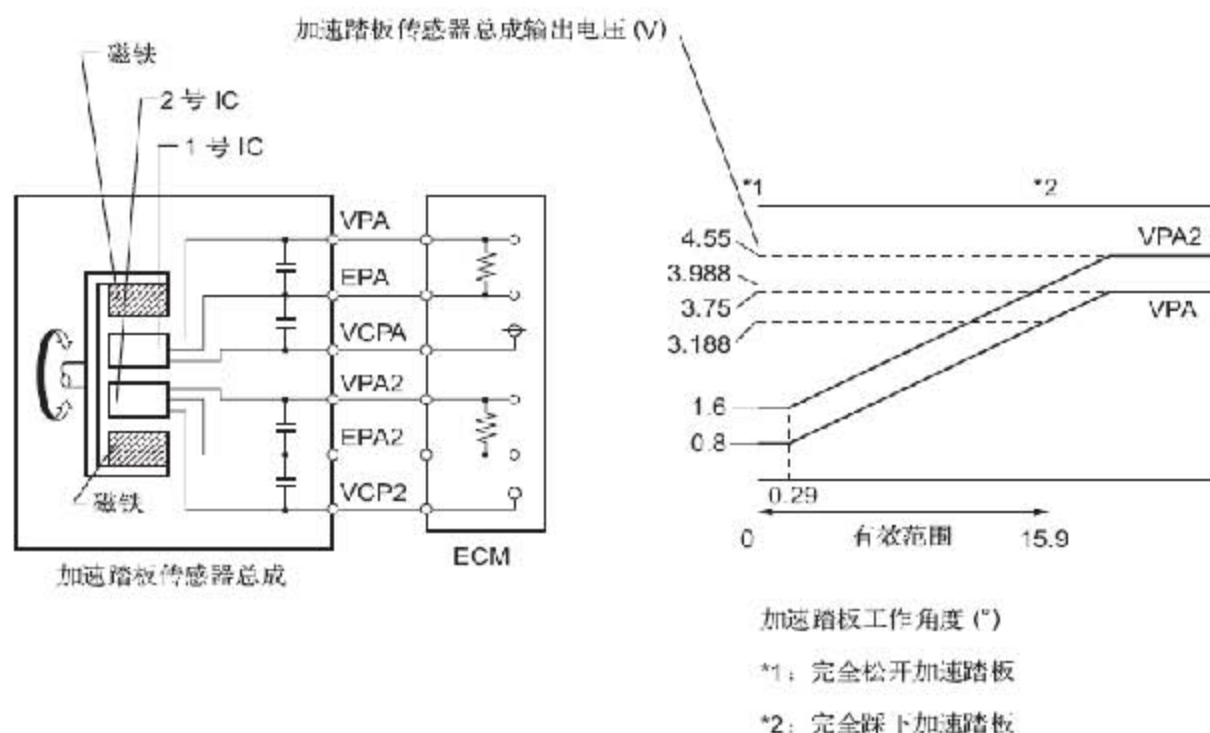 加速踏板传感器总成输出电压 (V)
磁铁
2 号 IC
1 号 IC
VPA
EPA
VCPA
VPA2
EPA2
VCP2
磁铁
ECM
加速踏板传感器总成
*1
*2
4.55
3.988
3.75
3.188
1.6
0.8
VPA2
VPA
0.29
0
有效范围
15.9
加速踏板工作角度 (°)
*1：完全松开加速踏板
*2：完全踩下加速踏板